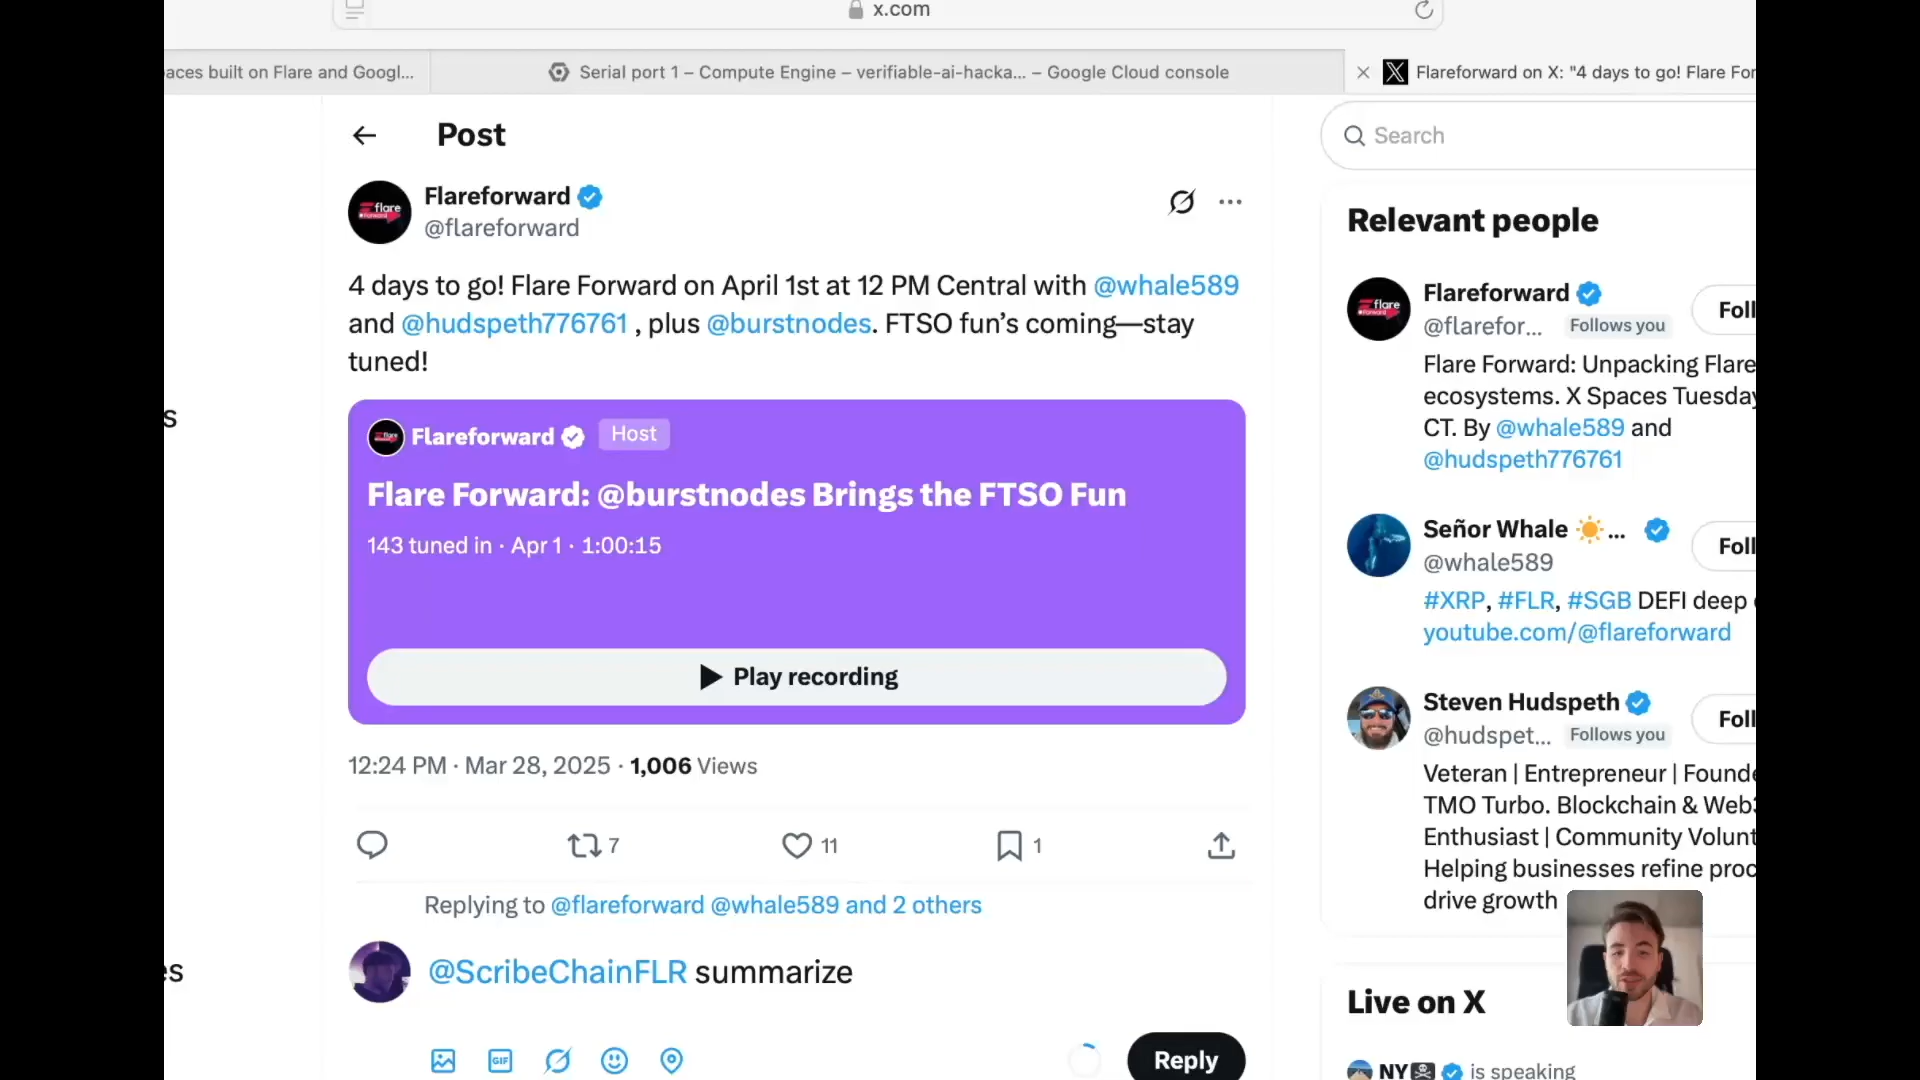 x.com
aces built on Flare and Googl...
Serial port 1 – Compute Engine – verifiable-ai-hacka... – Google Cloud console
Flareforward on X: "4 days to go! Flare For
Post
Search
Flareforward
@flareforward
4 days to go! Flare Forward on April 1st at 12 PM Central with @whale589
and @hudspeth776761 , plus @burstnodes. FTSO fun’s coming—stay
tuned!
Flareforward Host
Flare Forward: @burstnodes Brings the FTSO Fun
143 tuned in · Apr 1 · 1:00:15
Play recording
12:24 PM · Mar 28, 2025 · 1,006 Views
7
11
1
Replying to @flareforward @whale589 and 2 others
@ScribeChainFLR summarize
GIF
Reply
s
es
Relevant people
Flareforward
@flarefor... Follows you
Foll
Flare Forward: Unpacking Flare
ecosystems. X Spaces Tuesday
CT. By @whale589 and
@hudspeth776761
Señor Whale ☀️...
@whale589
Foll
#XRP, #FLR, #SGB DEFI deep
youtube.com/@flareforward
Steven Hudspeth
@hudspet... Follows you
Foll
Veteran | Entrepreneur | Founde
TMO Turbo. Blockchain & Web3
Enthusiast | Community Volunt
Helping businesses refine proc
drive growth
Live on X
NY☠️ is speaking